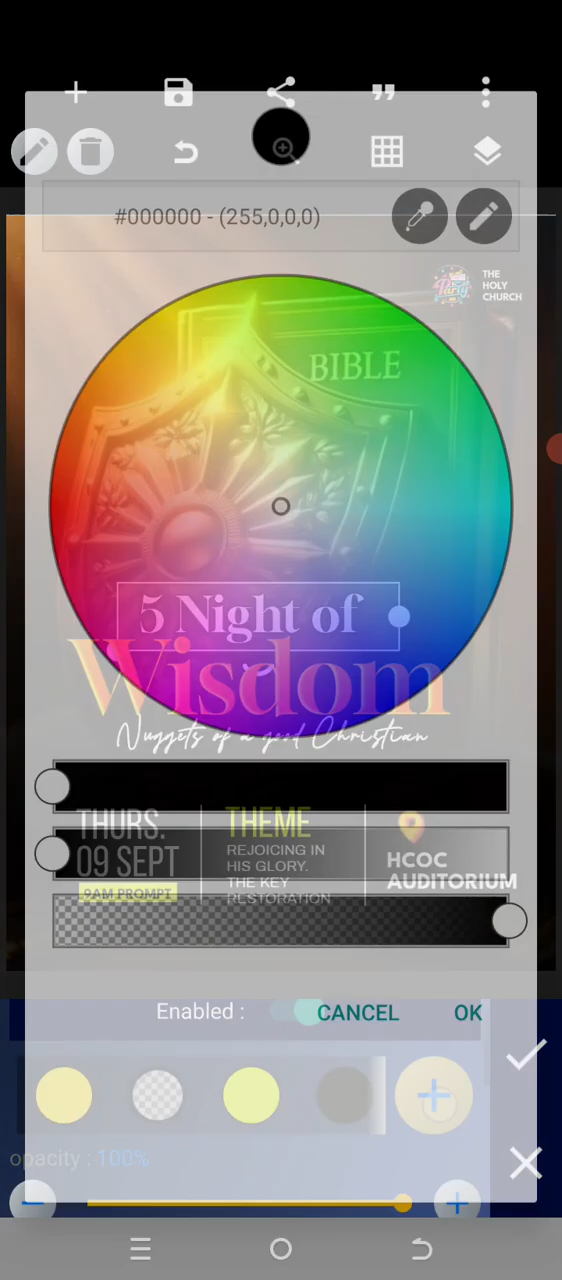 #000000 - (255,0,0,0)
THE
HOLY
CHURCH
Party
BIBLE
5 Night of
Wisdom
Nuggets of a good Christian
THURS.
09 SEPT
9AM PROMPT
THEME
REJOICING IN
HIS GLORY.
THE KEY
RESTORATION
HCOC
AUDITORIUM
Enabled :
CANCEL
OK
opacity : 100%